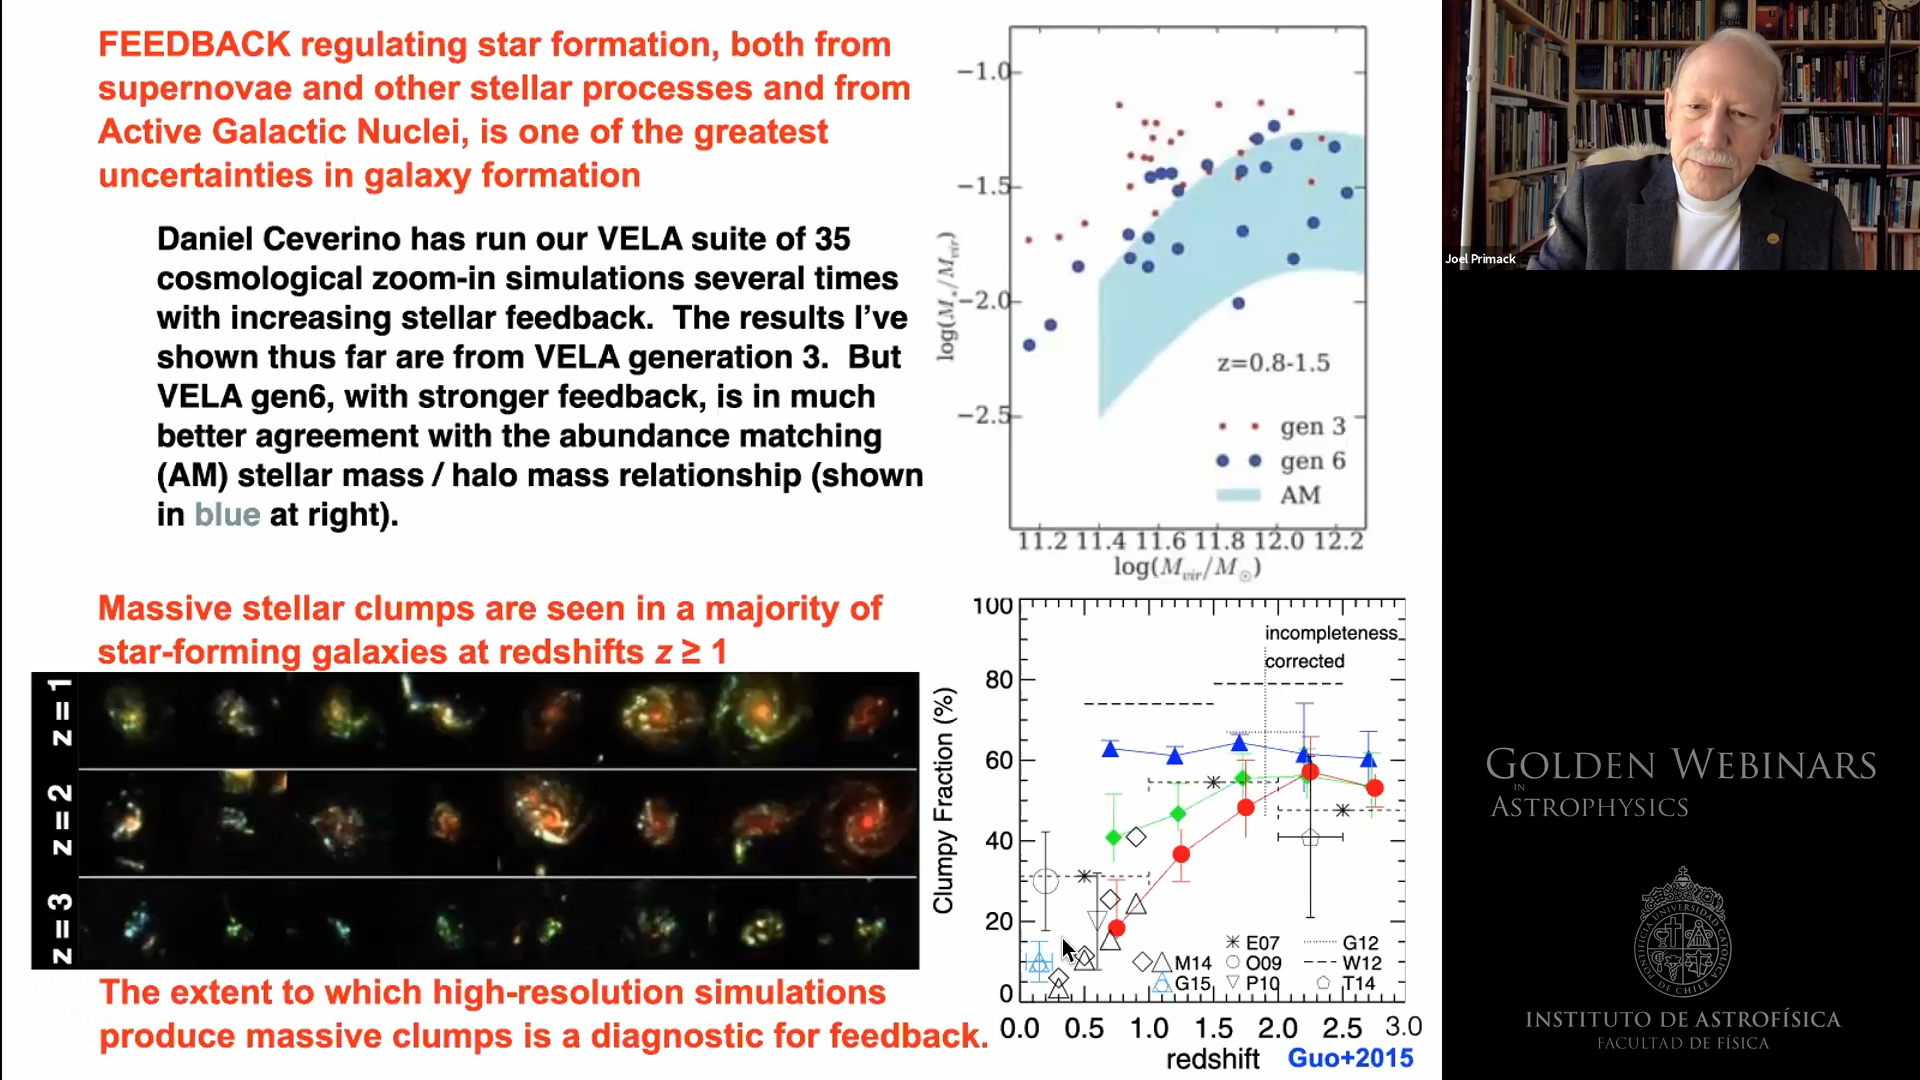 FEEDBACK regulating star formation, both from
supernovae and other stellar processes and from
Active Galactic Nuclei, is one of the greatest
uncertainties in galaxy formation
Daniel Ceverino has run our VELA suite of 35
cosmological zoom-in simulations several times
with increasing stellar feedback.  The results I've
shown thus far are from VELA generation 3.  But
VELA gen6, with stronger feedback, is in much
better agreement with the abundance matching
(AM) stellar mass / halo mass relationship (shown
in blue at right).
−1.0
−1.5
−2.0
−2.5
log(M*/Mvir)
z=0.8-1.5
gen 3
gen 6
AM
11.2 11.4 11.6 11.8 12.0 12.2
log(Mvir/M⊙)
Massive stellar clumps are seen in a majority of
star-forming galaxies at redshifts z ≥ 1
z = 1
z = 2
z = 3
The extent to which high-resolution simulations
produce massive clumps is a diagnostic for feedback.
100
80
60
40
20
0
Clumpy Fraction (%)
incompleteness
corrected
E07
G12
M14
O09
W12
G15
P10
T14
0.0 0.5 1.0 1.5 2.0 2.5 3.0
redshift
Guo+2015
Joel Primack
GOLDEN WEBINARS
IN
ASTROPHYSICS
INSTITUTO DE ASTROFÍSICA
FACULTAD DE FÍSICA